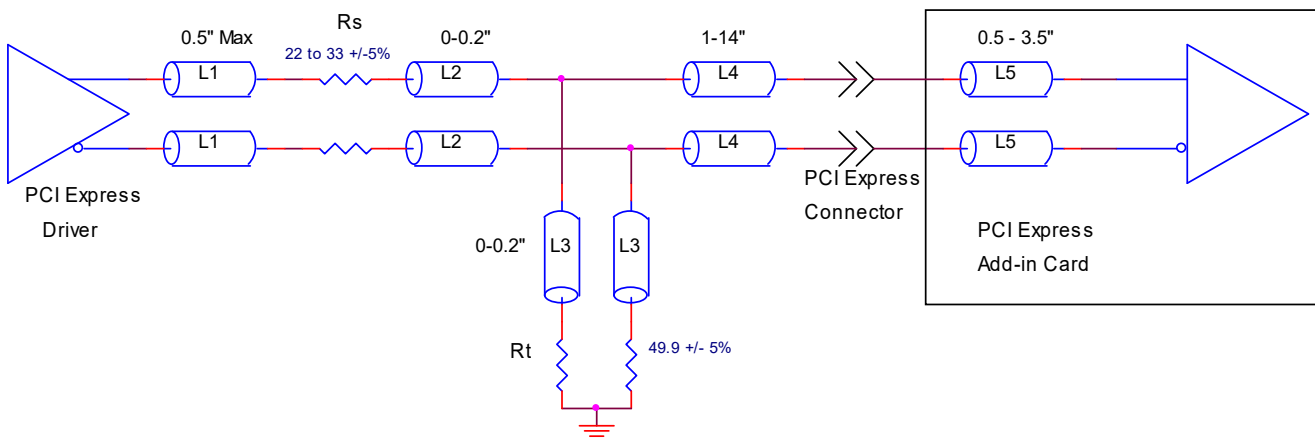 Rs
0.5" Max
22 to 33 +/-5%
0-0.2"
1-14"
0.5 - 3.5"
L1
L2
L4
L5
L1
L2
L4
L5
PCI Express
Driver
PCI Express
Connector
0-0.2"
L3
L3
PCI Express
Add-in Card
Rt
49.9 +/- 5%